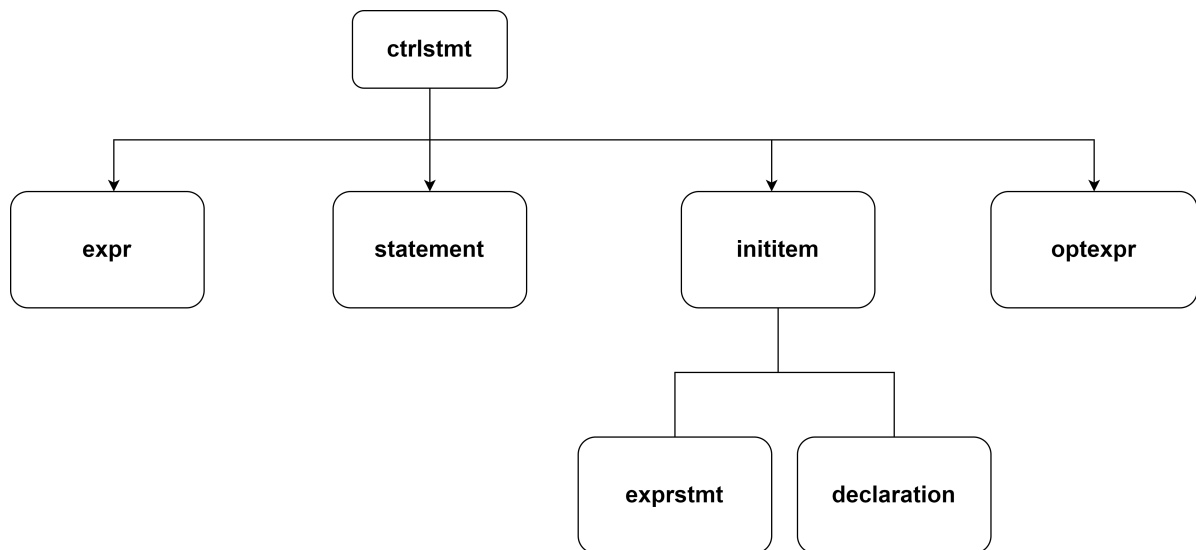 ctrlstmt
expr
statement
inititem
optexpr
exprstmt
declaration